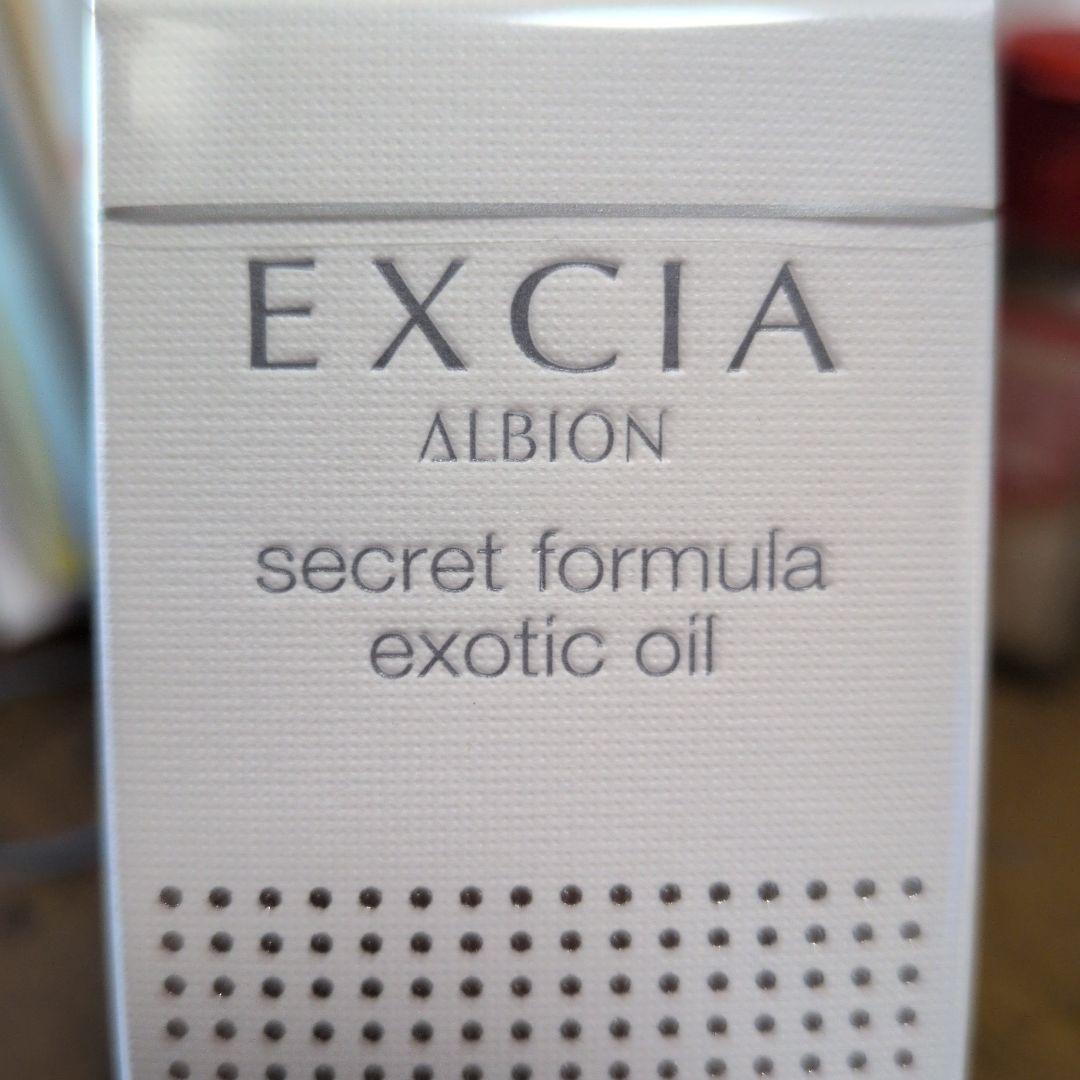 EXCIA
ALBION
secret formula
exotic oil